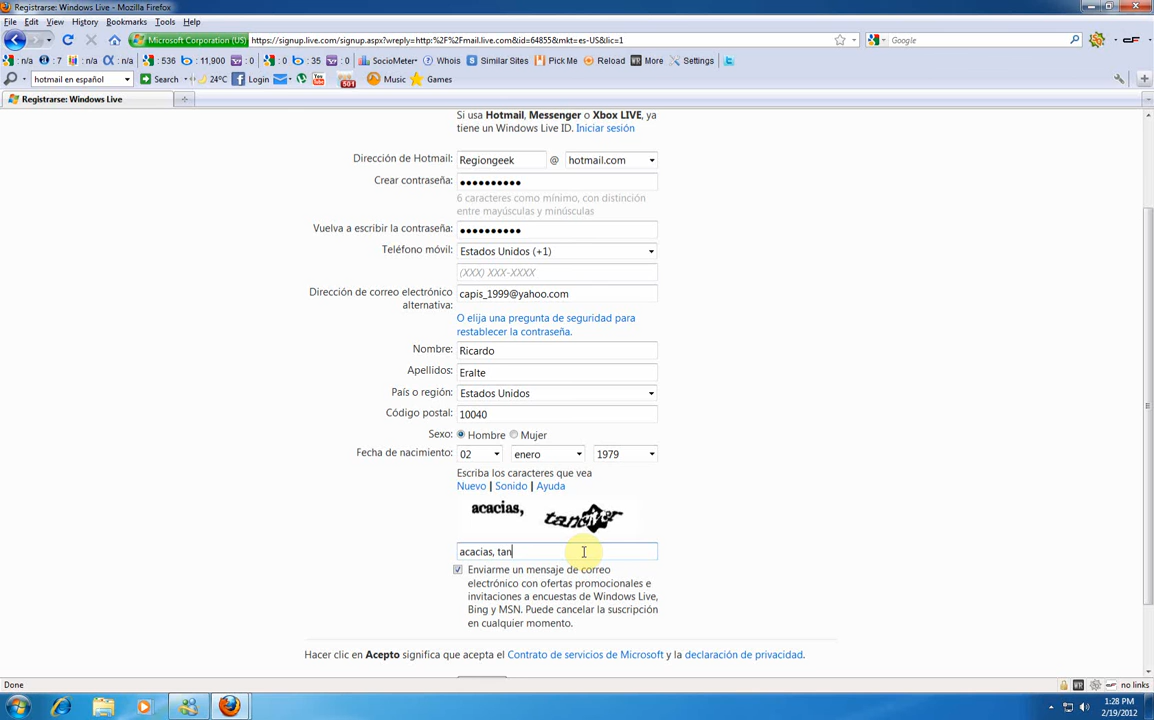 Registrarse: Windows Live - Mozilla Firefox
File Edit View History Bookmarks Tools Help
Microsoft Corporation (US) https://signup.live.com/signup.aspx?wreply=http:%2F%2Fmail.live.com&id=64855&mkt=es-US&lic=1 Google
: n/a : 7 : n/a : n/a : 536 : 11,900 : 0 : 0 : 35 : 0 SocioMeter Whois Similar Sites Pick Me Reload More Settings
hotmail en español Search 24°C Login 501 Music Games
Registrarse: Windows Live
Si usa Hotmail, Messenger o Xbox LIVE, ya
tiene un Windows Live ID. Iniciar sesión
Dirección de Hotmail: Regiongeek @ hotmail.com
Crear contraseña: ●●●●●●●●●●
6 caracteres como mínimo, con distinción
entre mayúsculas y minúsculas
Vuelva a escribir la contraseña: ●●●●●●●●●●
Teléfono móvil: Estados Unidos (+1)
(XXX) XXX-XXXX
Dirección de correo electrónico
alternativa: capis_1999@yahoo.com
O elija una pregunta de seguridad para
restablecer la contraseña.
Nombre: Ricardo
Apellidos: Eralte
País o región: Estados Unidos
Código postal: 10040
Sexo: Hombre Mujer
Fecha de nacimiento: 02 enero 1979
Escriba los caracteres que vea
Nuevo | Sonido | Ayuda
acacias,
acacias, tan
Enviarme un mensaje de correo
electrónico con ofertas promocionales e
invitaciones a encuestas de Windows Live,
Bing y MSN. Puede cancelar la suscripción
en cualquier momento.
Hacer clic en Acepto significa que acepta el Contrato de servicios de Microsoft y la declaración de privacidad.
Done no links
1:28 PM
2/19/2012